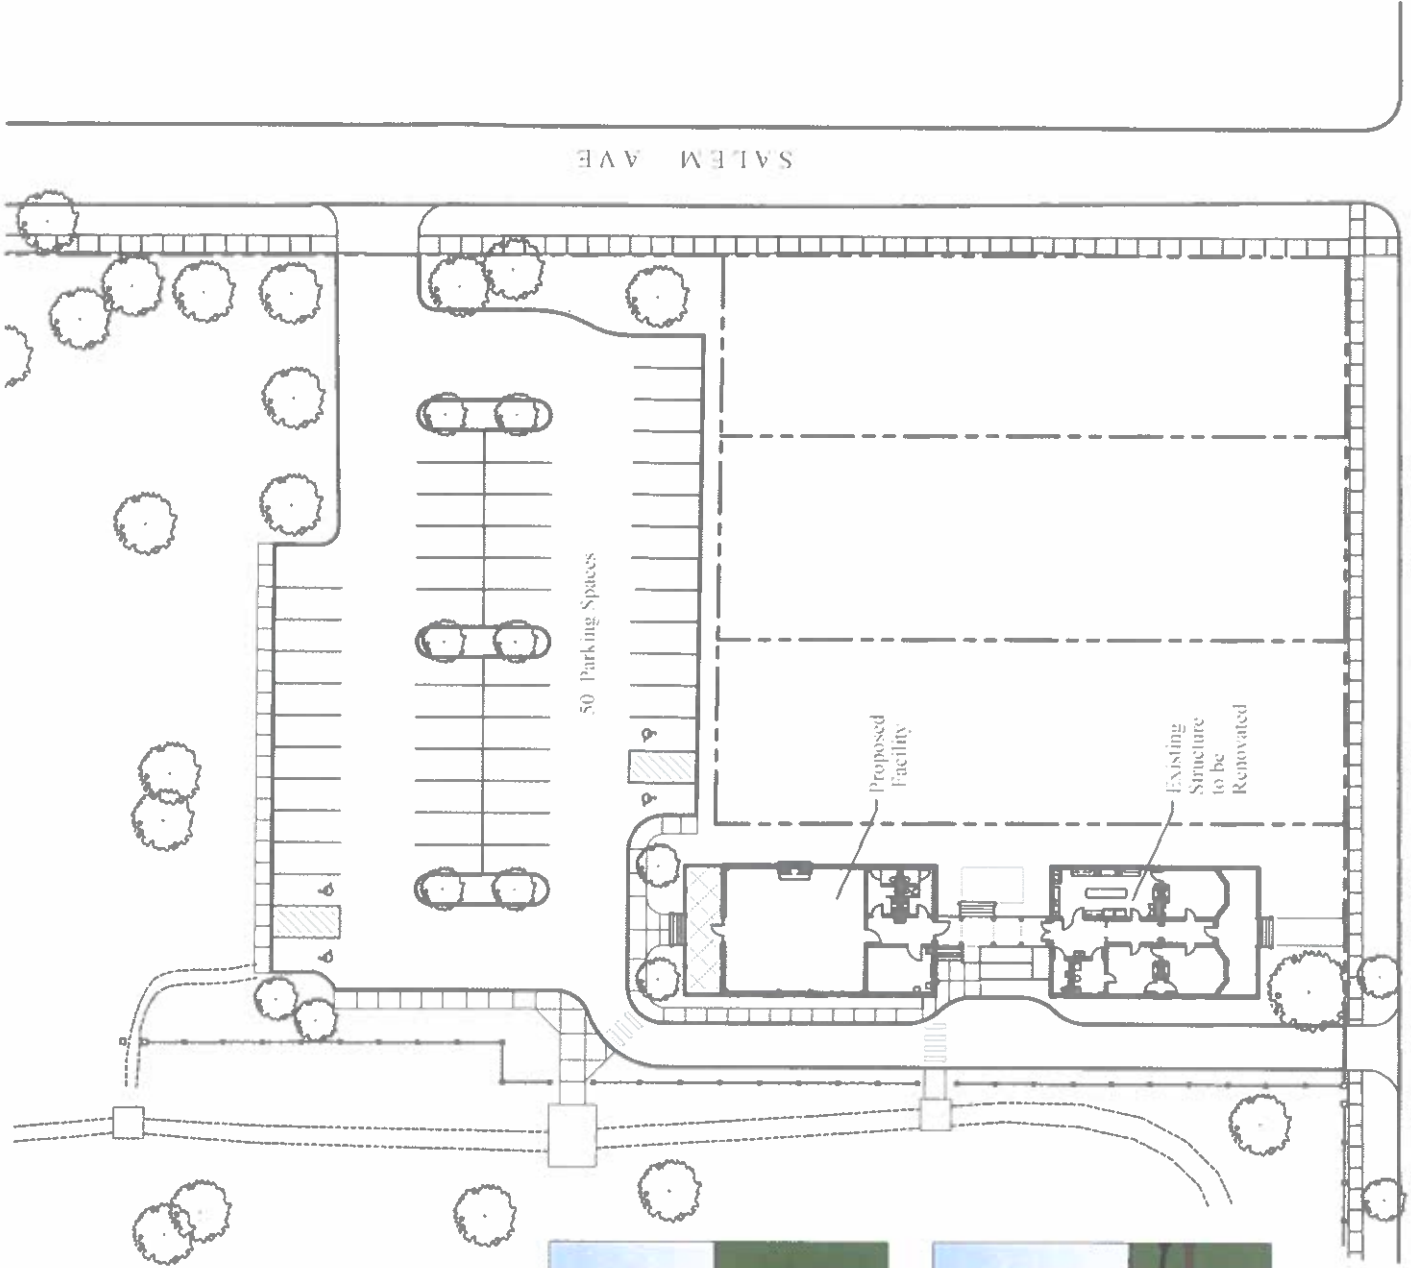 SALEM AVE
50 Parking Spaces
Proposed
Facility
Existing
Structure
to be
Renovated